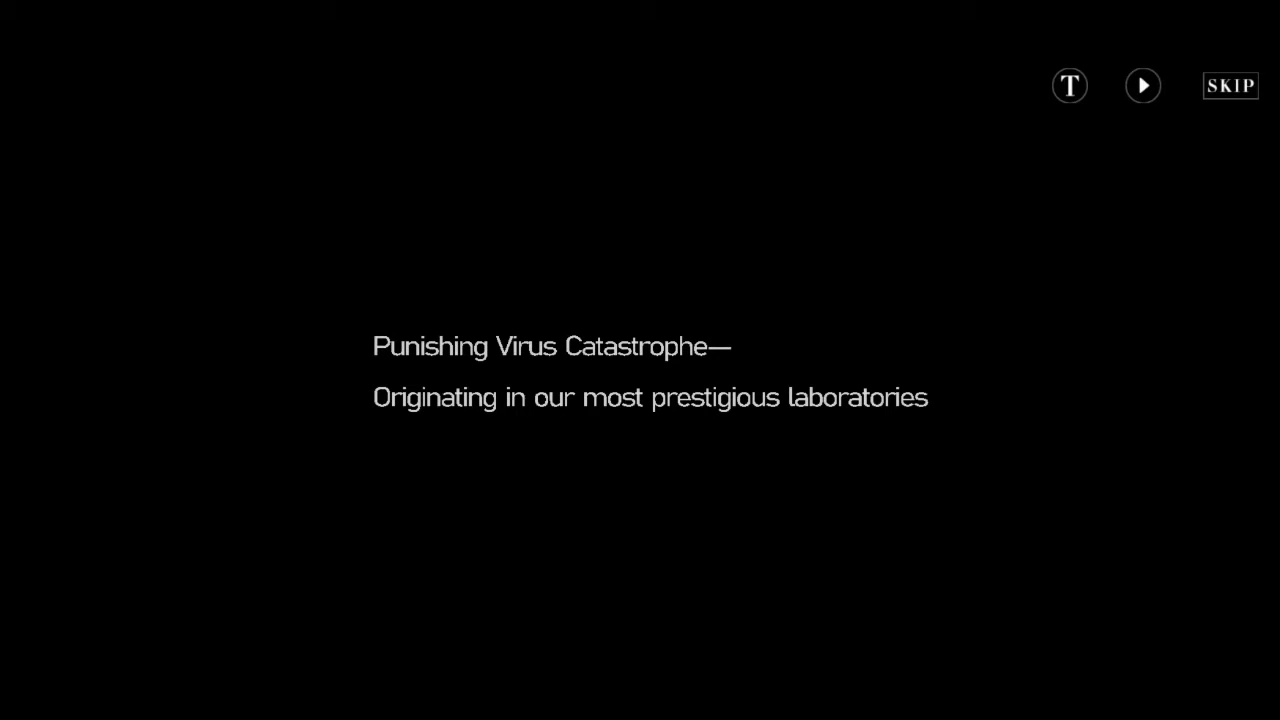 T
SKIP
Punishing Virus Catastrophe—
Originating in our most prestigious laboratories